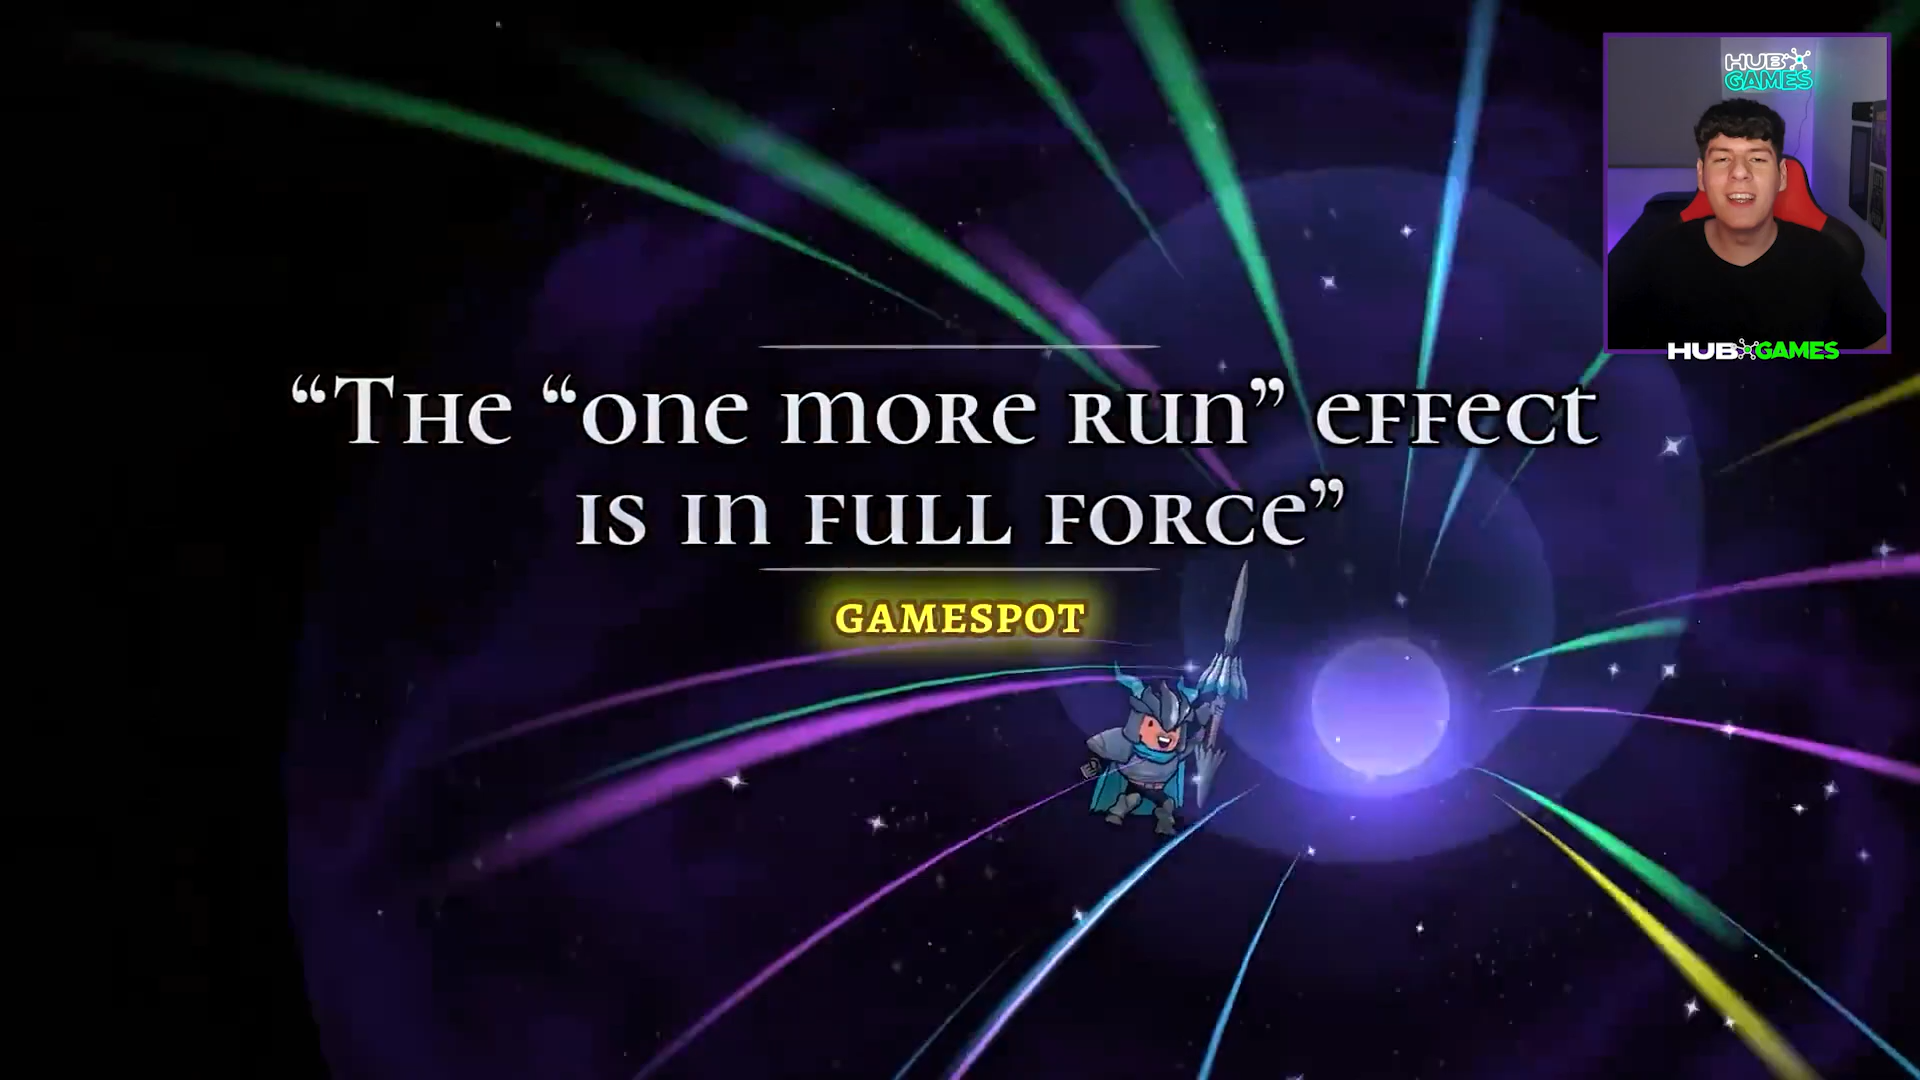 HUB GAMES
HUB GAMES
“The “one more run” effect
is in full force”
GAMESPOT